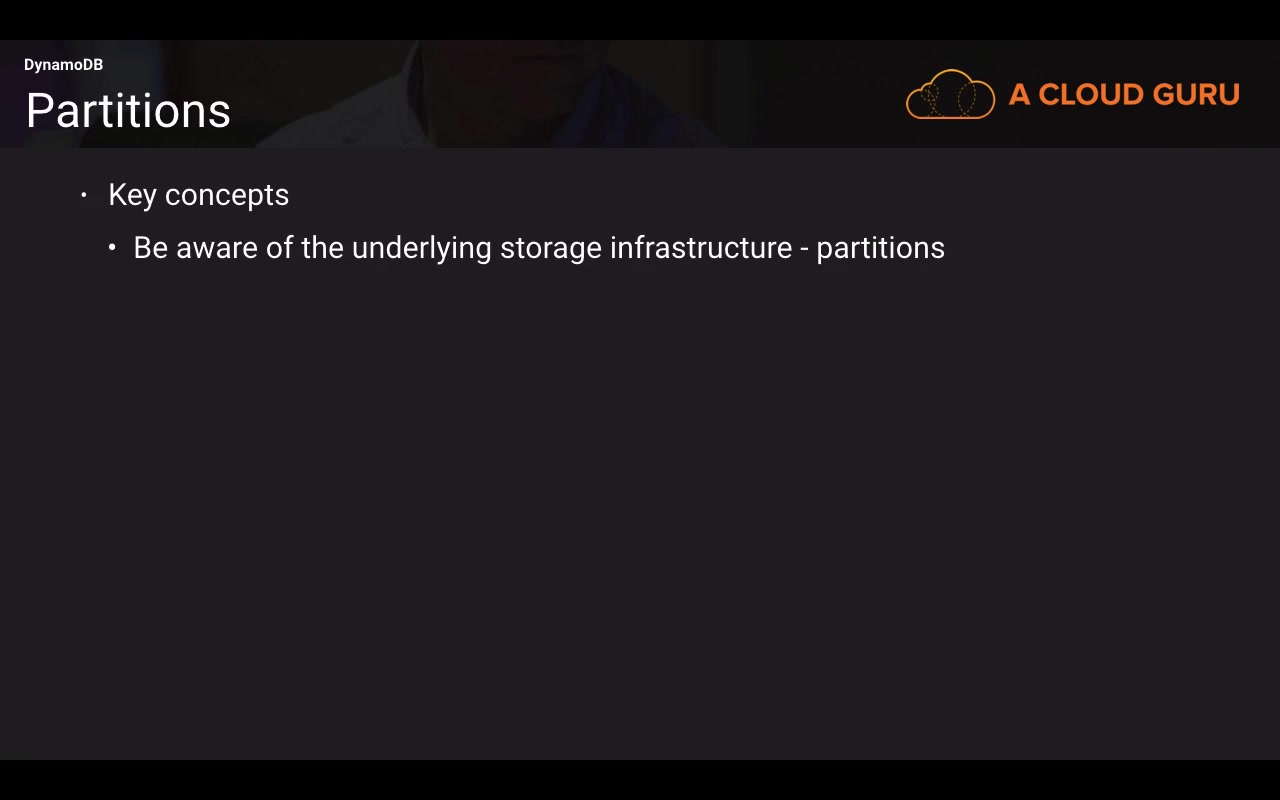 DynamoDB
Partitions
A CLOUD GURU
· Key concepts
• Be aware of the underlying storage infrastructure - partitions